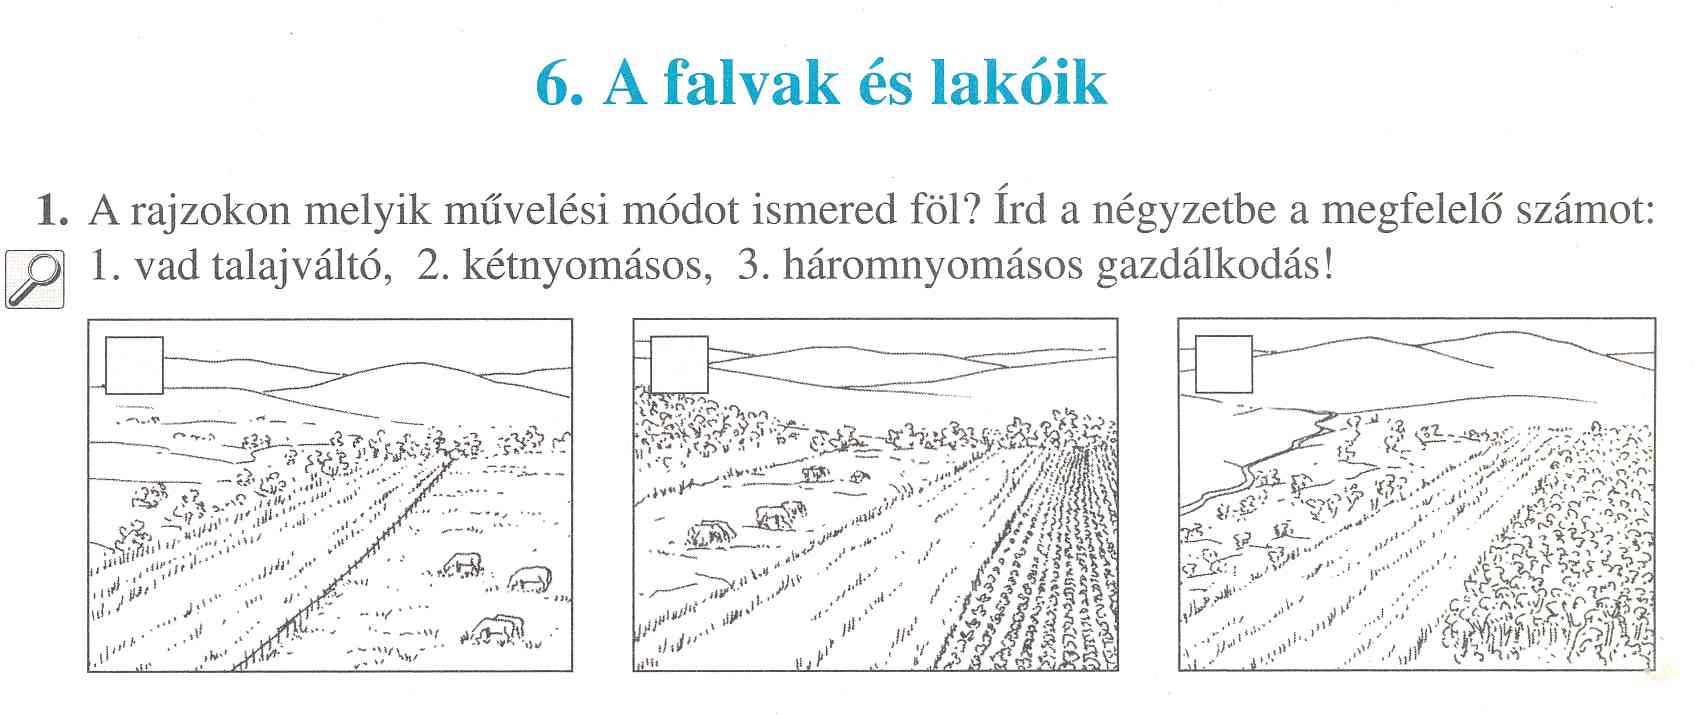 6. A falvak és lakóik
1. A rajzokon melyik művelési módot ismered föl? Írd a négyzetbe a megfelelő számot:
1. vad talajváltó, 2. kétnyomásos, 3. háromnyomásos gazdálkodás!